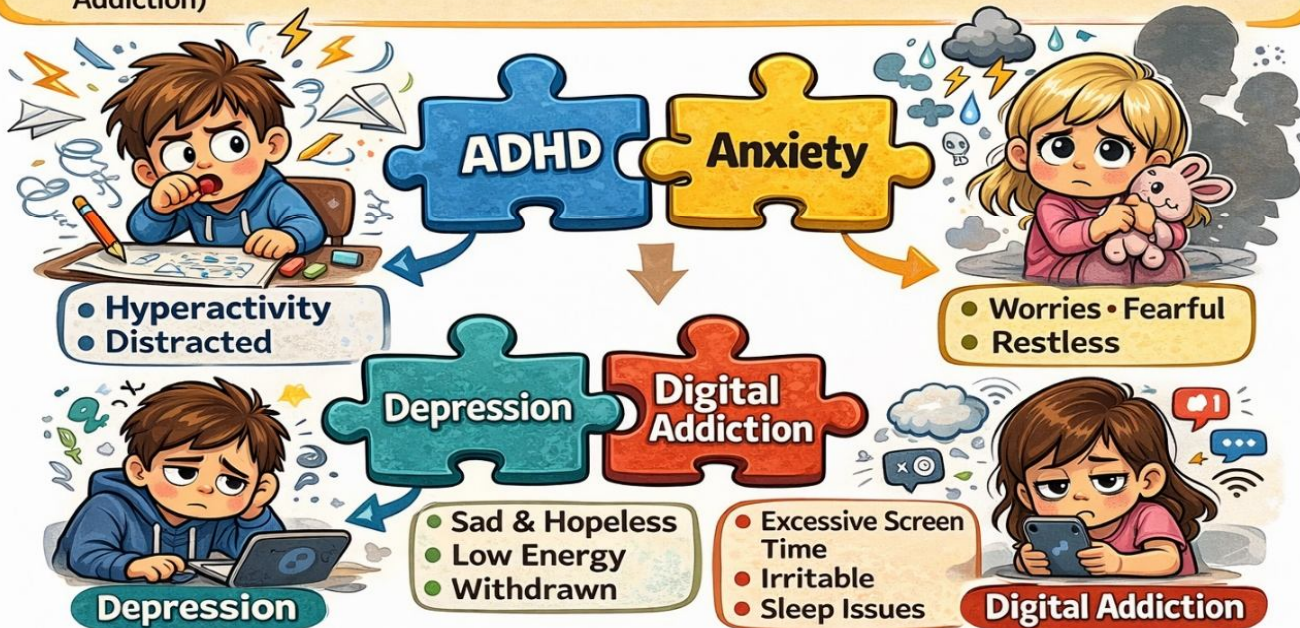 Addiction)
ADHD
Anxiety
• Hyperactivity
• Distracted
• Worries • Fearful
• Restless
Depression
Digital
Addiction
1
• Sad & Hopeless
• Low Energy
• Withdrawn
• Excessive Screen
Time
• Irritable
• Sleep Issues
Depression
Digital Addiction